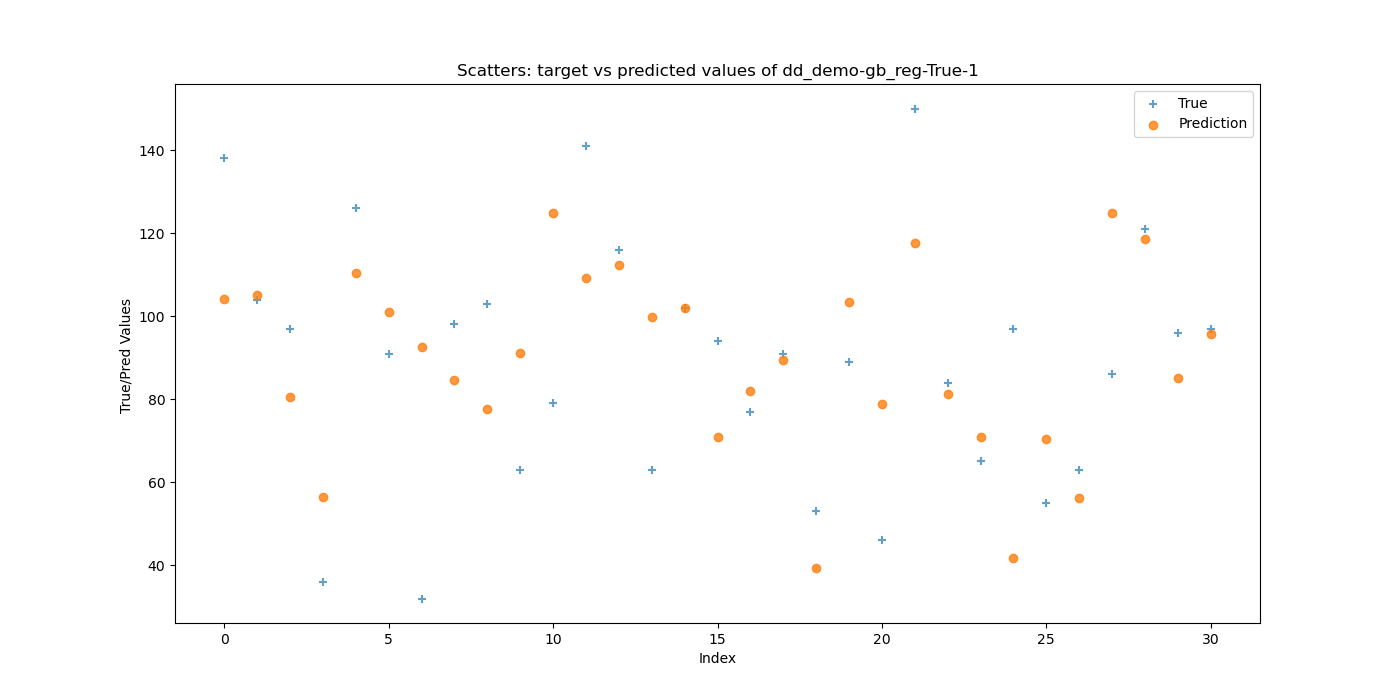 Scatters: target vs predicted values of dd_demo-gb_reg-True-1
True
Prediction
140
120
100
80
60
40
True/Pred Values
0 5 10 15 20 25 30
Index